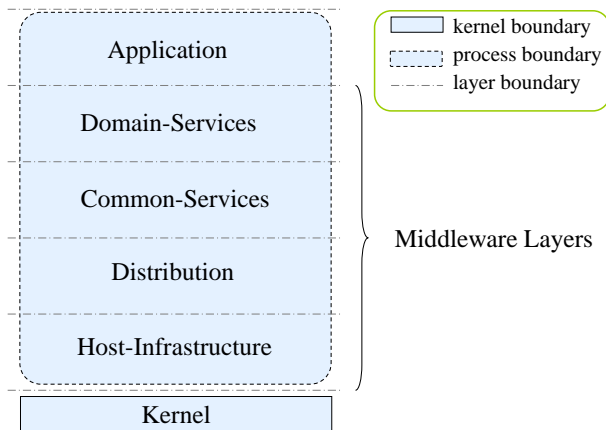 Application
Domain-Services
Common-Services
Distribution
Host-Infrastructure
Kernel
Middleware Layers
kernel boundary
process boundary
layer boundary